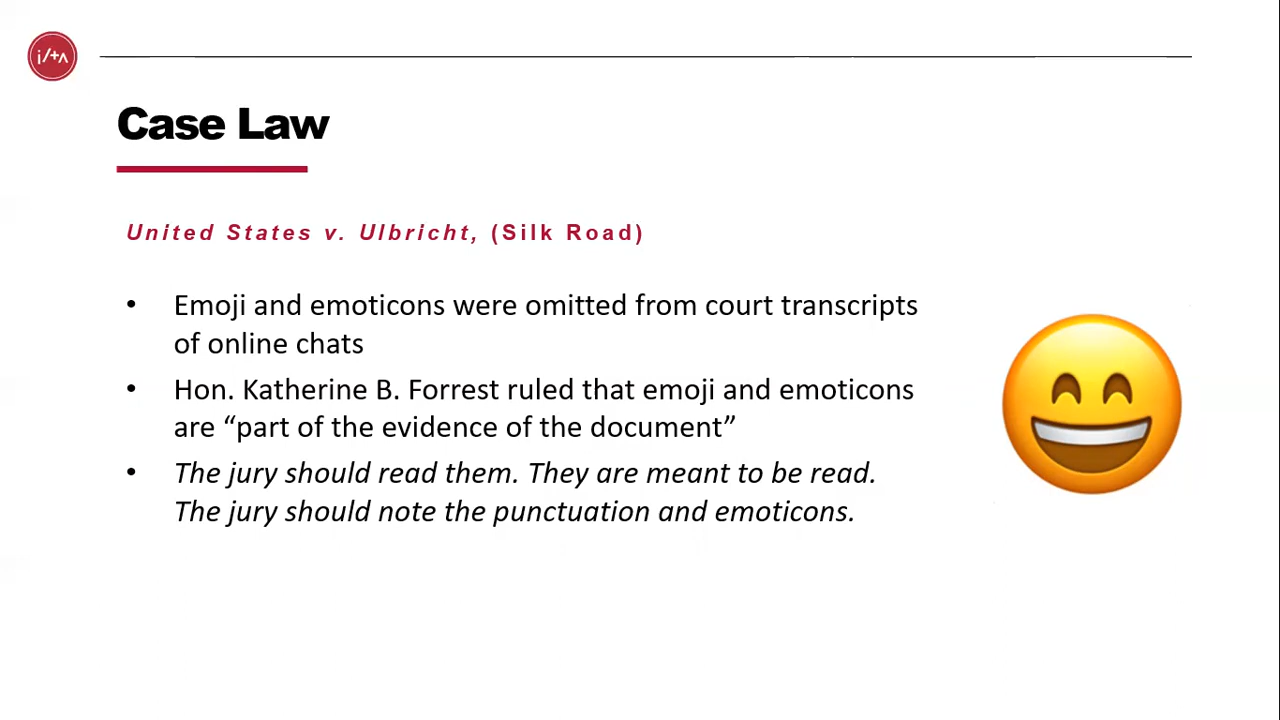 i/+ʌ
Case Law
United States v. Ulbricht, (Silk Road)
• Emoji and emoticons were omitted from court transcripts
of online chats
• Hon. Katherine B. Forrest ruled that emoji and emoticons
are “part of the evidence of the document”
• The jury should read them. They are meant to be read.
The jury should note the punctuation and emoticons.